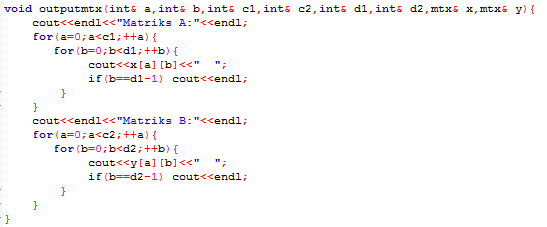 void outputmtx(int& a,int& b,int& c1,int& c2,int& d1,int& d2,mtx& x,mtx& y){
    cout<<endl<<"Matriks A:"<<endl;
    for(a=0;a<c1;++a){
       for(b=0;b<d1;++b){
            cout<<x[a][b]<<"  ";
            if(b==d1-1) cout<<endl;
        }
    }
    cout<<endl<<"Matriks B:"<<endl;
    for(a=0;a<c2;++a){
       for(b=0;b<d2;++b){
            cout<<y[a][b]<<"  ";
            if(b==d2-1) cout<<endl;
        }
    }
}